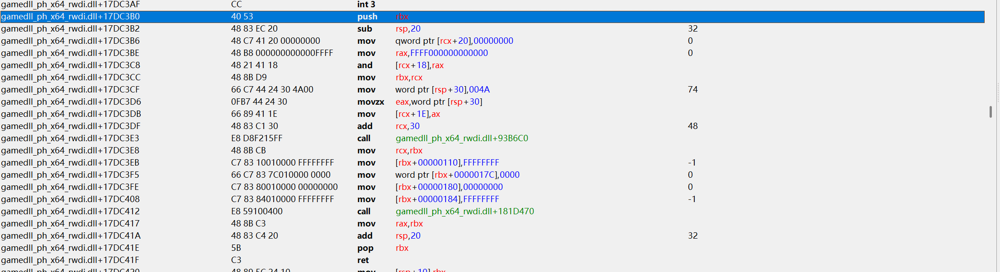 gamedll_ph_x64_rwdi.dll+17DC3AF CC int 3
gamedll_ph_x64_rwdi.dll+17DC3B0 40 53 push rbx
gamedll_ph_x64_rwdi.dll+17DC3B2 48 83 EC 20 sub rsp,20 32
gamedll_ph_x64_rwdi.dll+17DC3B6 48 C7 41 20 00000000 mov qword ptr [rcx+20],00000000 0
gamedll_ph_x64_rwdi.dll+17DC3BE 48 B8 000000000000FFFF mov rax,FFFF000000000000 0
gamedll_ph_x64_rwdi.dll+17DC3C8 48 21 41 18 and [rcx+18],rax
gamedll_ph_x64_rwdi.dll+17DC3CC 48 8B D9 mov rbx,rcx
gamedll_ph_x64_rwdi.dll+17DC3CF 66 C7 44 24 30 4A00 mov word ptr [rsp+30],004A 74
gamedll_ph_x64_rwdi.dll+17DC3D6 0FB7 44 24 30 movzx eax,word ptr [rsp+30]
gamedll_ph_x64_rwdi.dll+17DC3DB 66 89 41 1E mov [rcx+1E],ax
gamedll_ph_x64_rwdi.dll+17DC3DF 48 83 C1 30 add rcx,30 48
gamedll_ph_x64_rwdi.dll+17DC3E3 E8 D8F215FF call gamedll_ph_x64_rwdi.dll+93B6C0
gamedll_ph_x64_rwdi.dll+17DC3E8 48 8B CB mov rcx,rbx
gamedll_ph_x64_rwdi.dll+17DC3EB C7 83 10010000 FFFFFFFF mov [rbx+00000110],FFFFFFFF -1
gamedll_ph_x64_rwdi.dll+17DC3F5 66 C7 83 7C010000 0000 mov word ptr [rbx+0000017C],0000 0
gamedll_ph_x64_rwdi.dll+17DC3FE C7 83 80010000 00000000 mov [rbx+00000180],00000000 0
gamedll_ph_x64_rwdi.dll+17DC408 C7 83 84010000 FFFFFFFF mov [rbx+00000184],FFFFFFFF -1
gamedll_ph_x64_rwdi.dll+17DC412 E8 59100400 call gamedll_ph_x64_rwdi.dll+181D470
gamedll_ph_x64_rwdi.dll+17DC417 48 8B C3 mov rax,rbx
gamedll_ph_x64_rwdi.dll+17DC41A 48 83 C4 20 add rsp,20 32
gamedll_ph_x64_rwdi.dll+17DC41E 5B pop rbx
gamedll_ph_x64_rwdi.dll+17DC41F C3 ret
gamedll_ph_x64_rwdi.dll+17DC420 48 89 5C 24 10 mov [rsp+10],rbx